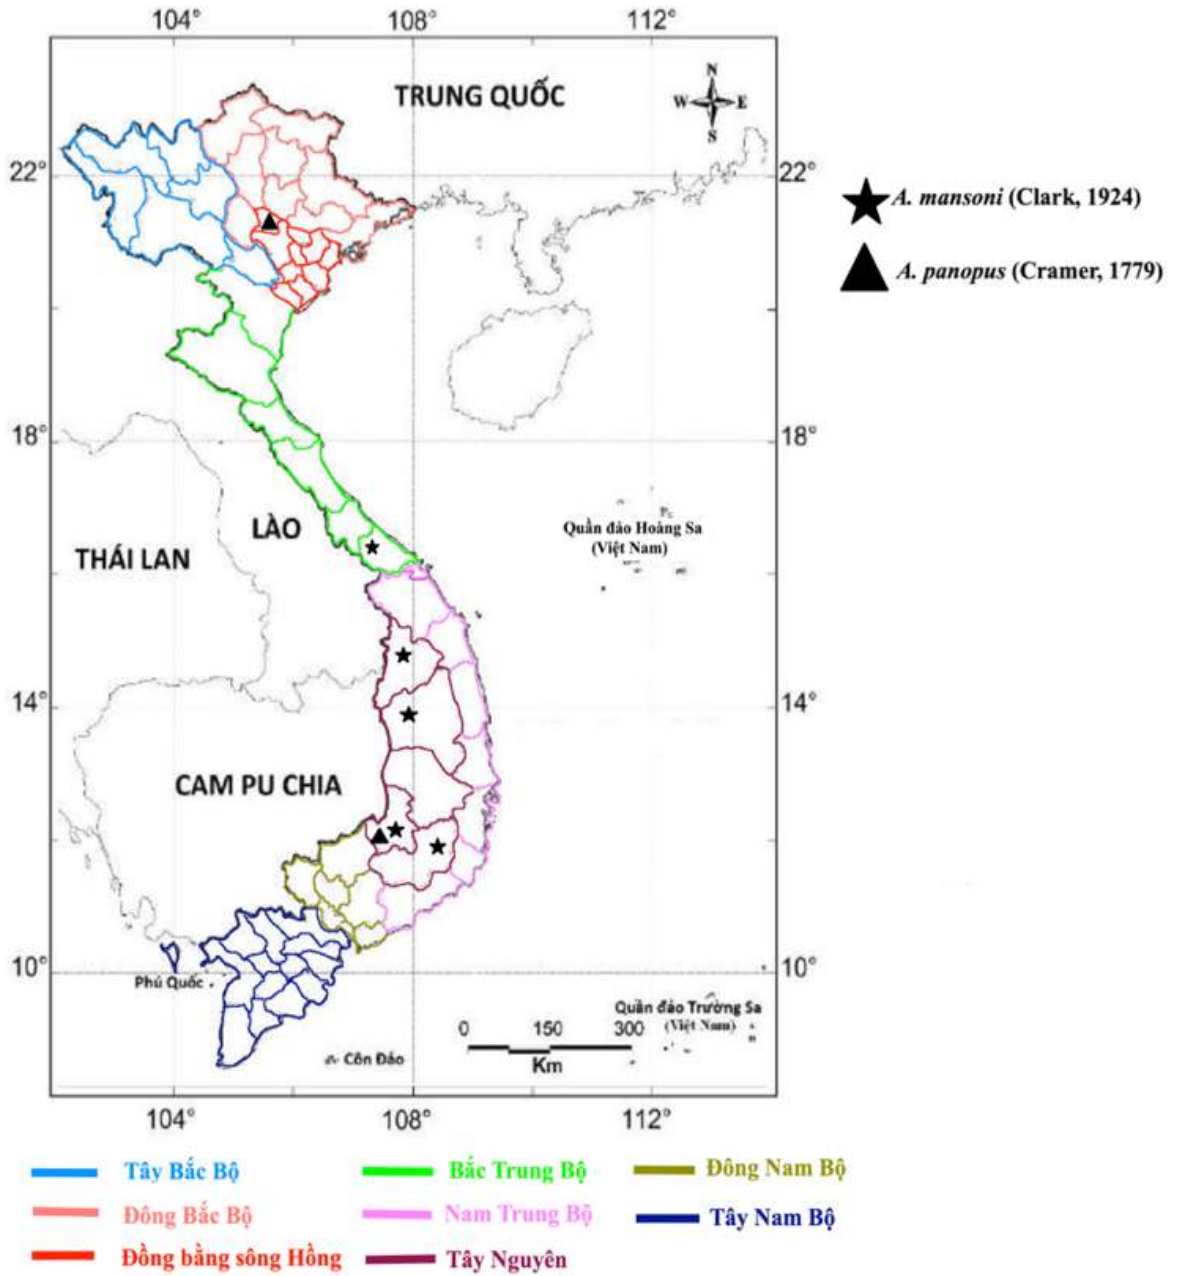 104° 108° 112°
TRUNG QUỐC
N
W E
S
22° 22°
A. mansoni (Clark, 1924)
A. panopus (Cramer, 1779)
18° 18°
LÀO
THÁI LAN
Quần đảo Hoàng Sa
(Việt Nam)
14° 14°
CAM PU CHIA
10° 10°
Phú Quốc
Quần đảo Trường Sa
(Việt Nam)
0 150 300
Km
Côn Đảo
104° 108° 112°
Tây Bắc Bộ Bắc Trung Bộ Đông Nam Bộ
Đông Bắc Bộ Nam Trung Bộ Tây Nam Bộ
Đồng bằng sông Hồng Tây Nguyên